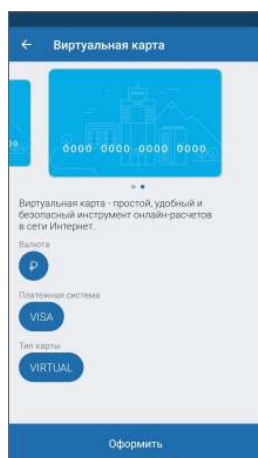 Виртуальная карта
0000 0000 0000 0000
Виртуальная карта - простой, удобный и
безопасный инструмент онлайн-расчетов
в сети Интернет.
Валюта
₽
Платежная система
VISA
Тип карты
VIRTUAL
Оформить